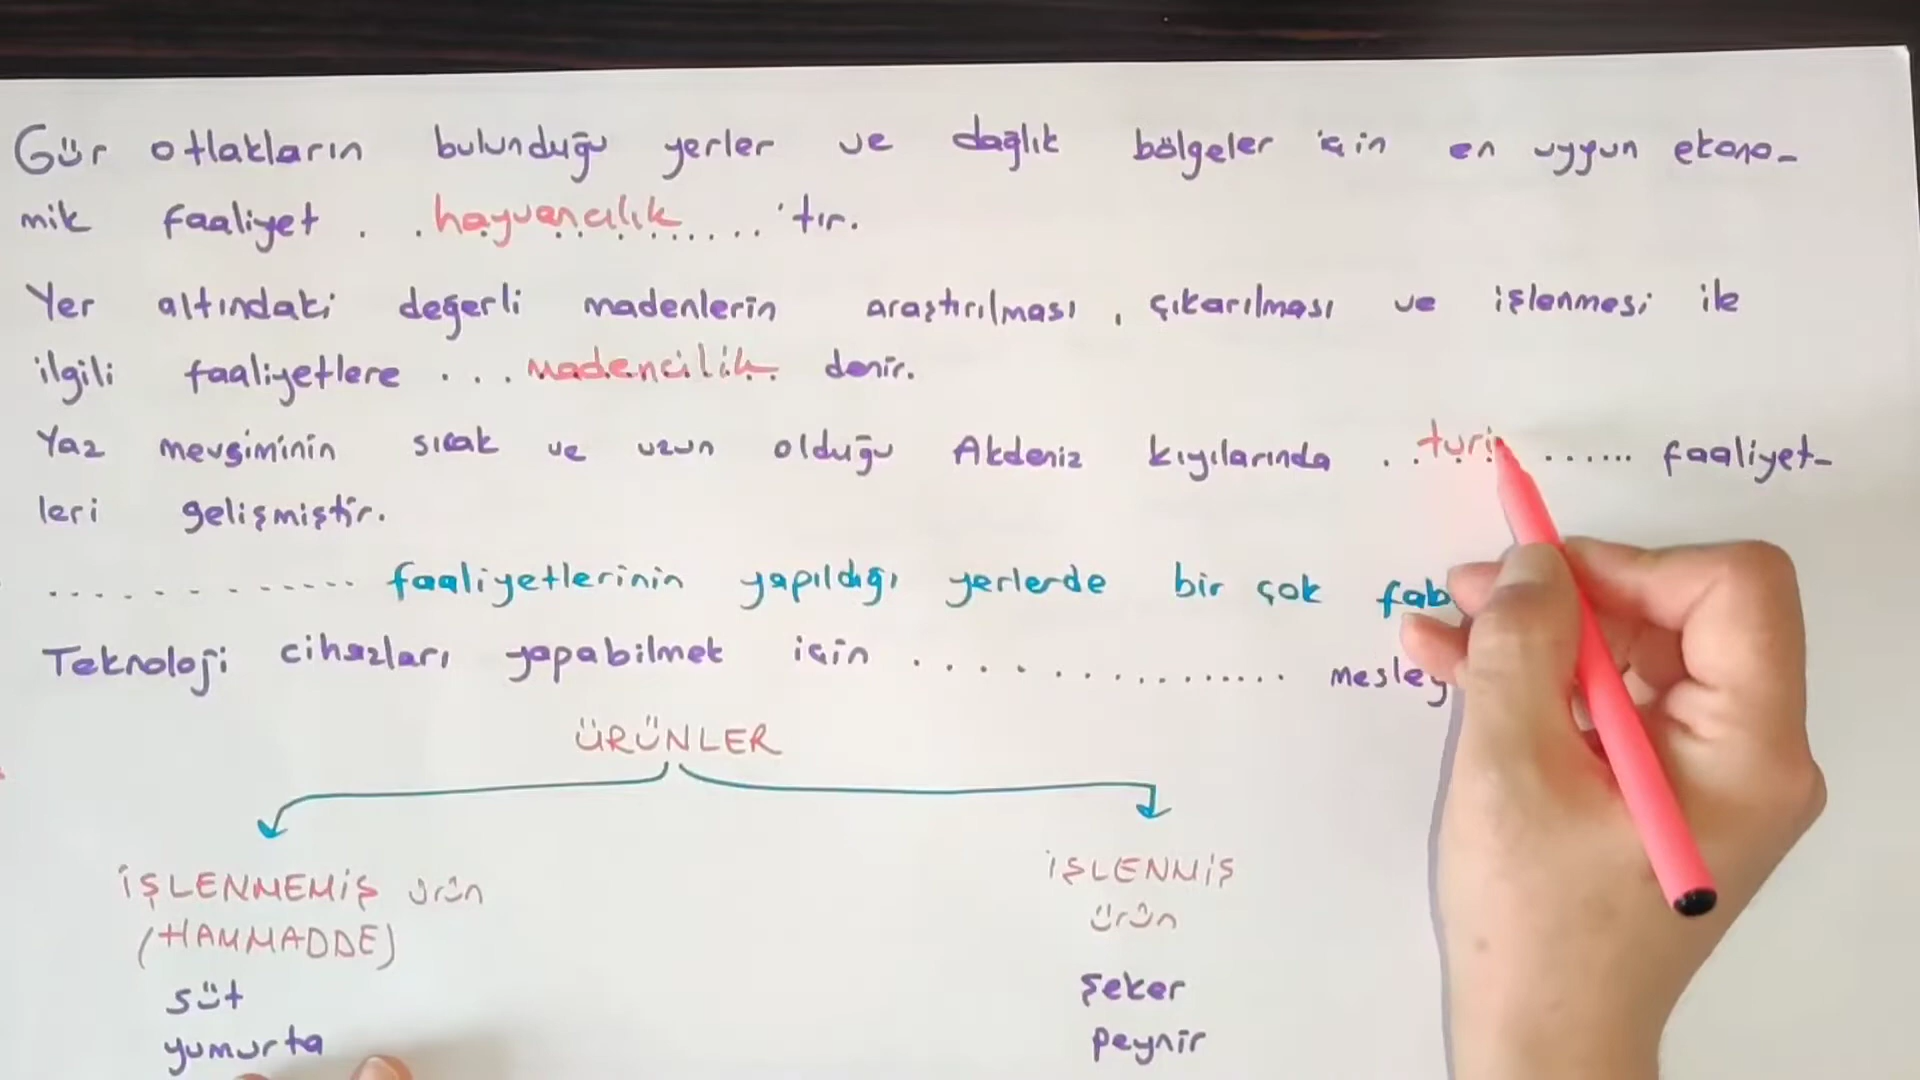 Gür otlakların bulunduğu yerler ve dağlık bölgeler için en uygun ekono-
mik faaliyet . . hayvancılık ..... 'tır.
Yer altındaki değerli madenlerin araştırılması, çıkarılması ve işlenmesi ile
ilgili faaliyetlere ... madencilik. denir.
Yaz mevsiminin sıcak ve uzun olduğu Akdeniz kıyılarında . . turi ...... faaliyet-
leri gelişmiştir.
............. faaliyetlerinin yapıldığı yerlerde bir çok fab
Teknoloji cihazları yapabilmek için ................ mesleğ
ÜRÜNLER
İŞLENMEMİŞ ürün
İŞLENMİŞ
(HAMMADDE)
ürün
süt
şeker
yumurta
peynir